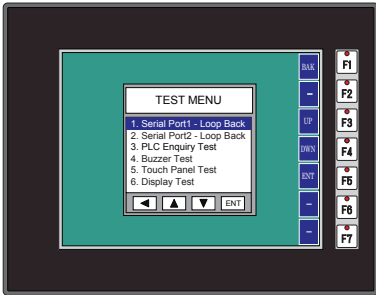 TEST MENU
1. Serial Port1 - Loop Back
2. Serial Port2 - Loop Back
3. PLC Enquiry Test
4. Buzzer Test
5. Touch Panel Test
6. Display Test
ENT
BAK
-
UP
DWN
ENT
-
-
F1
F2
F3
F4
F5
F6
F7